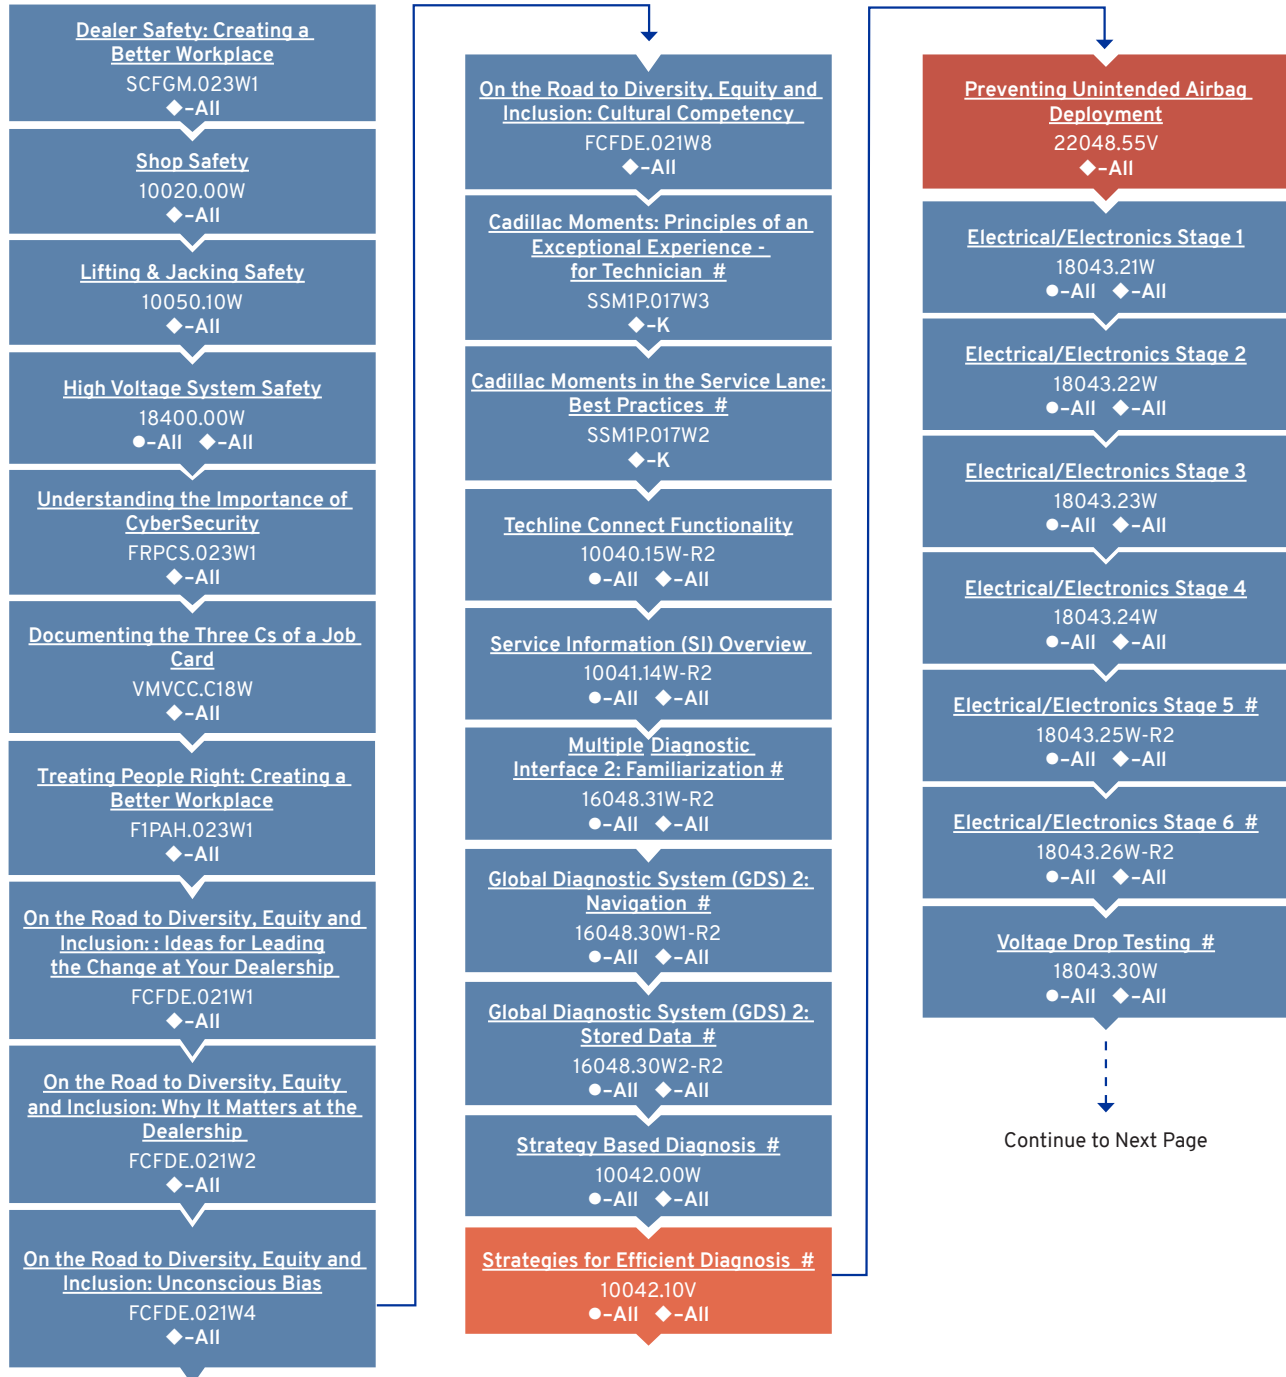 Dealer Safety: Creating a
Better Workplace
SCFGM.023W1
◆–All
Shop Safety
10020.00W
◆–All
Lifting & Jacking Safety
10050.10W
◆–All
High Voltage System Safety
18400.00W
●–All ◆–All
Understanding the Importance of
CyberSecurity
FRPCS.023W1
◆–All
Documenting the Three Cs of a Job
Card
VMVCC.C18W
◆–All
Treating People Right: Creating a
Better Workplace
F1PAH.023W1
◆–All
On the Road to Diversity, Equity and
Inclusion: : Ideas for Leading
the Change at Your Dealership
FCFDE.021W1
◆–All
On the Road to Diversity, Equity
and Inclusion: Why It Matters at the
Dealership
FCFDE.021W2
◆–All
On the Road to Diversity, Equity and
Inclusion: Unconscious Bias
FCFDE.021W4
◆–All
On the Road to Diversity, Equity and
Inclusion: Cultural Competency
FCFDE.021W8
◆–All
Cadillac Moments: Principles of an
Exceptional Experience -
for Technician #
SSM1P.017W3
◆–K
Cadillac Moments in the Service Lane:
Best Practices #
SSM1P.017W2
◆–K
Techline Connect Functionality
10040.15W-R2
●–All ◆–All
Service Information (SI) Overview
10041.14W-R2
●–All ◆–All
Multiple Diagnostic
Interface 2: Familiarization #
16048.31W-R2
●–All ◆–All
Global Diagnostic System (GDS) 2:
Navigation #
16048.30W1-R2
●–All ◆–All
Global Diagnostic System (GDS) 2:
Stored Data #
16048.30W2-R2
●–All ◆–All
Strategy Based Diagnosis #
10042.00W
●–All ◆–All
Strategies for Efficient Diagnosis #
10042.10V
●–All ◆–All
Preventing Unintended Airbag
Deployment
22048.55V
◆–All
Electrical/Electronics Stage 1
18043.21W
●–All ◆–All
Electrical/Electronics Stage 2
18043.22W
●–All ◆–All
Electrical/Electronics Stage 3
18043.23W
●–All ◆–All
Electrical/Electronics Stage 4
18043.24W
●–All ◆–All
Electrical/Electronics Stage 5 #
18043.25W-R2
●–All ◆–All
Electrical/Electronics Stage 6 #
18043.26W-R2
●–All ◆–All
Voltage Drop Testing #
18043.30W
●–All ◆–All
Continue to Next Page